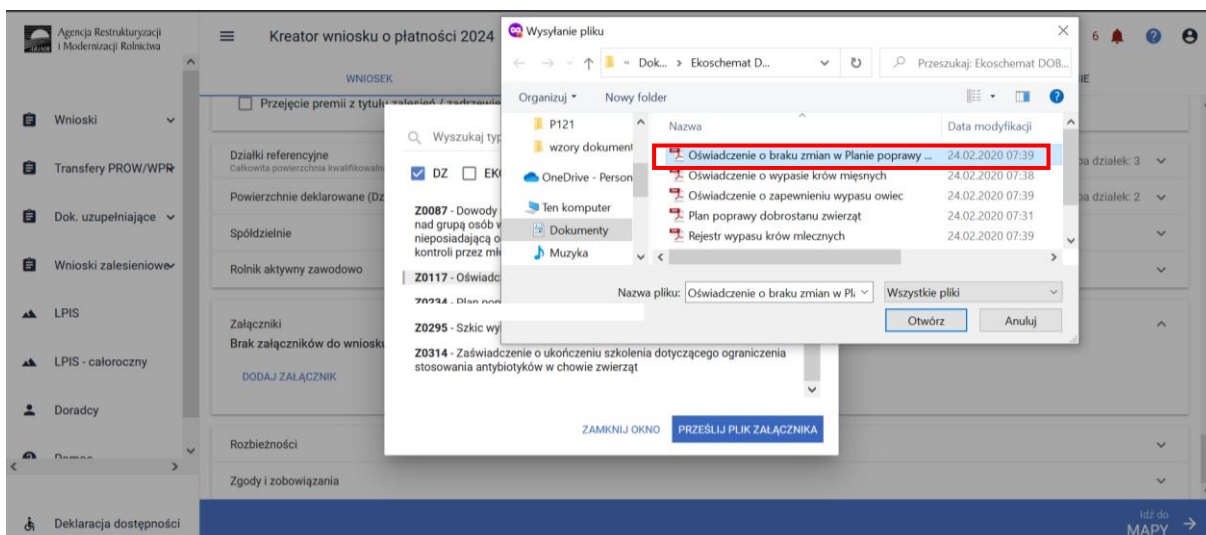 Agencja Restrukturyzacji
i Modernizacji Rolnictwa
Kreator wniosku o płatności 2024
6
WNIOSEK
Przejęcie premii z tytułu zalesień / zadrzewie
Wnioski
Transfery PROW/WPR
Dok. uzupełniające
Wnioski zalesieniowe
LPIS
LPIS - całoroczny
Doradcy
Pomoc
Deklaracja dostępności
Działki referencyjne
Całkowita powierzchnia kwalifikowaln
ba działek: 3
Powierzchnie deklarowane (Dz
ba działek: 2
Spółdzielnie
Rolnik aktywny zawodowo
Załączniki
Brak załączników do wniosku
DODAJ ZAŁĄCZNIK
Rozbieżności
Zgody i zobowiązania
Idź do
MAPY
Wyszukaj typ
DZ
EK
Z0087 - Dowody
nad grupą osób w
nieposiadającą o
kontroli przez mło
Z0117 - Oświadc
Z0234 - Plan pop
Z0295 - Szkic wy
Z0314 - Zaświadczenie o ukończeniu szkolenia dotyczącego ograniczenia
stosowania antybiotyków w chowie zwierząt
ZAMKNIJ OKNO
PRZEŚLIJ PLIK ZAŁĄCZNIKA
Wysyłanie pliku
« Dok... > Ekoschemat D...
Przeszukaj: Ekoschemat DOB...
Organizuj
Nowy folder
P121
wzory dokument
OneDrive - Person
Ten komputer
Dokumenty
Muzyka
Nazwa
Data modyfikacji
Oświadczenie o braku zmian w Planie poprawy ... 24.02.2020 07:39
Oświadczenie o wypasie krów mięsnych 24.02.2020 07:38
Oświadczenie o zapewnieniu wypasu owiec 24.02.2020 07:39
Plan poprawy dobrostanu zwierząt 24.02.2020 07:31
Rejestr wypasu krów mlecznych 24.02.2020 07:39
Nazwa pliku: Oświadczenie o braku zmian w Pla
Wszystkie pliki
Otwórz
Anuluj